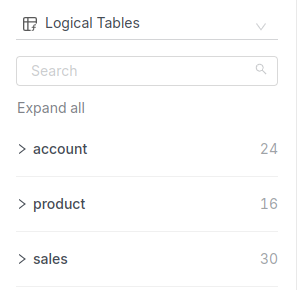 Logical Tables
Search
Expand all
account 24
product 16
sales 30